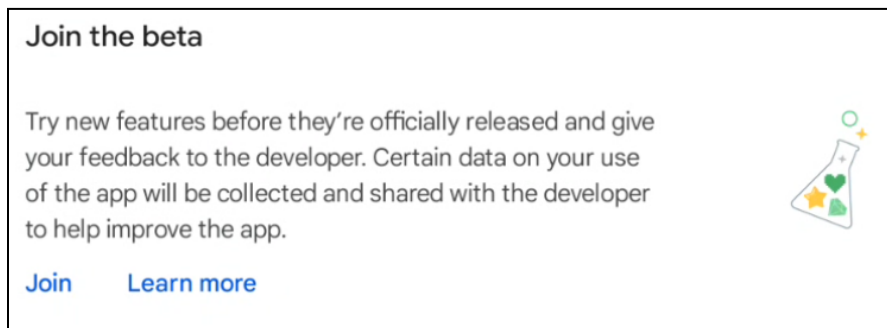 Join the beta
Try new features before they're officially released and give
your feedback to the developer. Certain data on your use
of the app will be collected and shared with the developer
to help improve the app.
Join Learn more